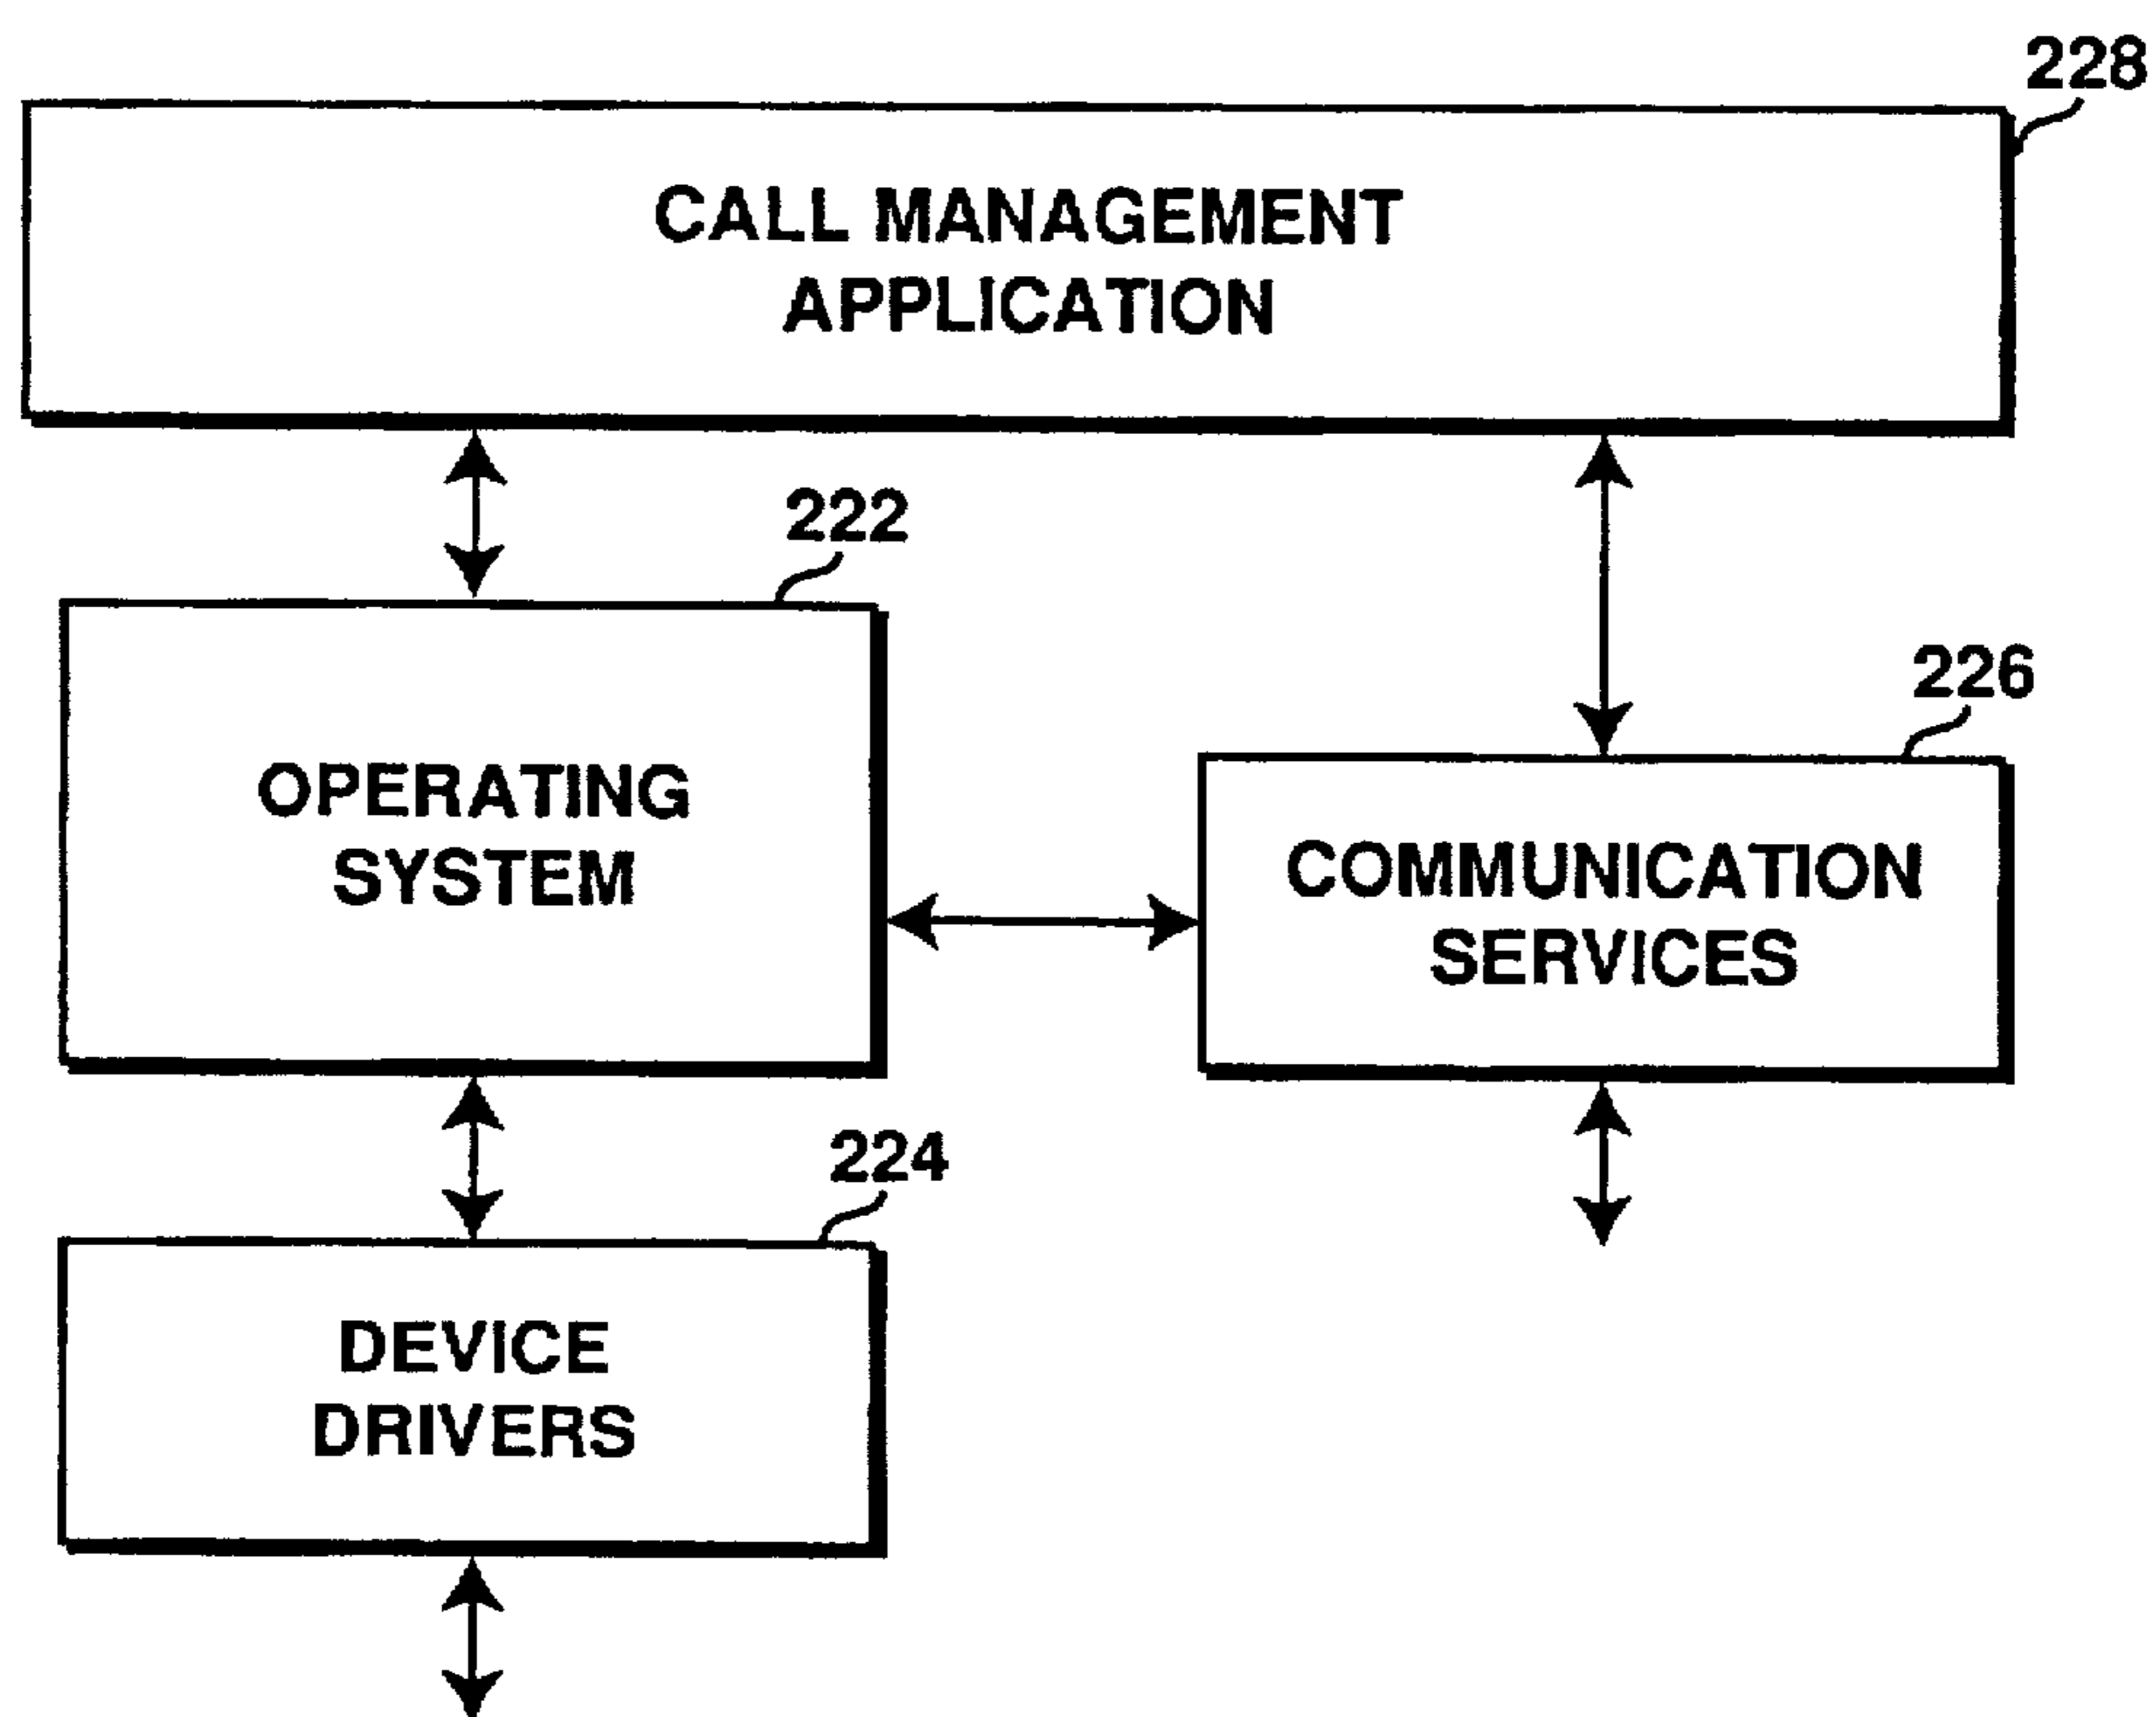 228
CALL MANAGEMENT
APPLICATION
222
226
OPERATING
SYSTEM
COMMUNICATION
SERVICES
224
DEVICE
DRIVERS